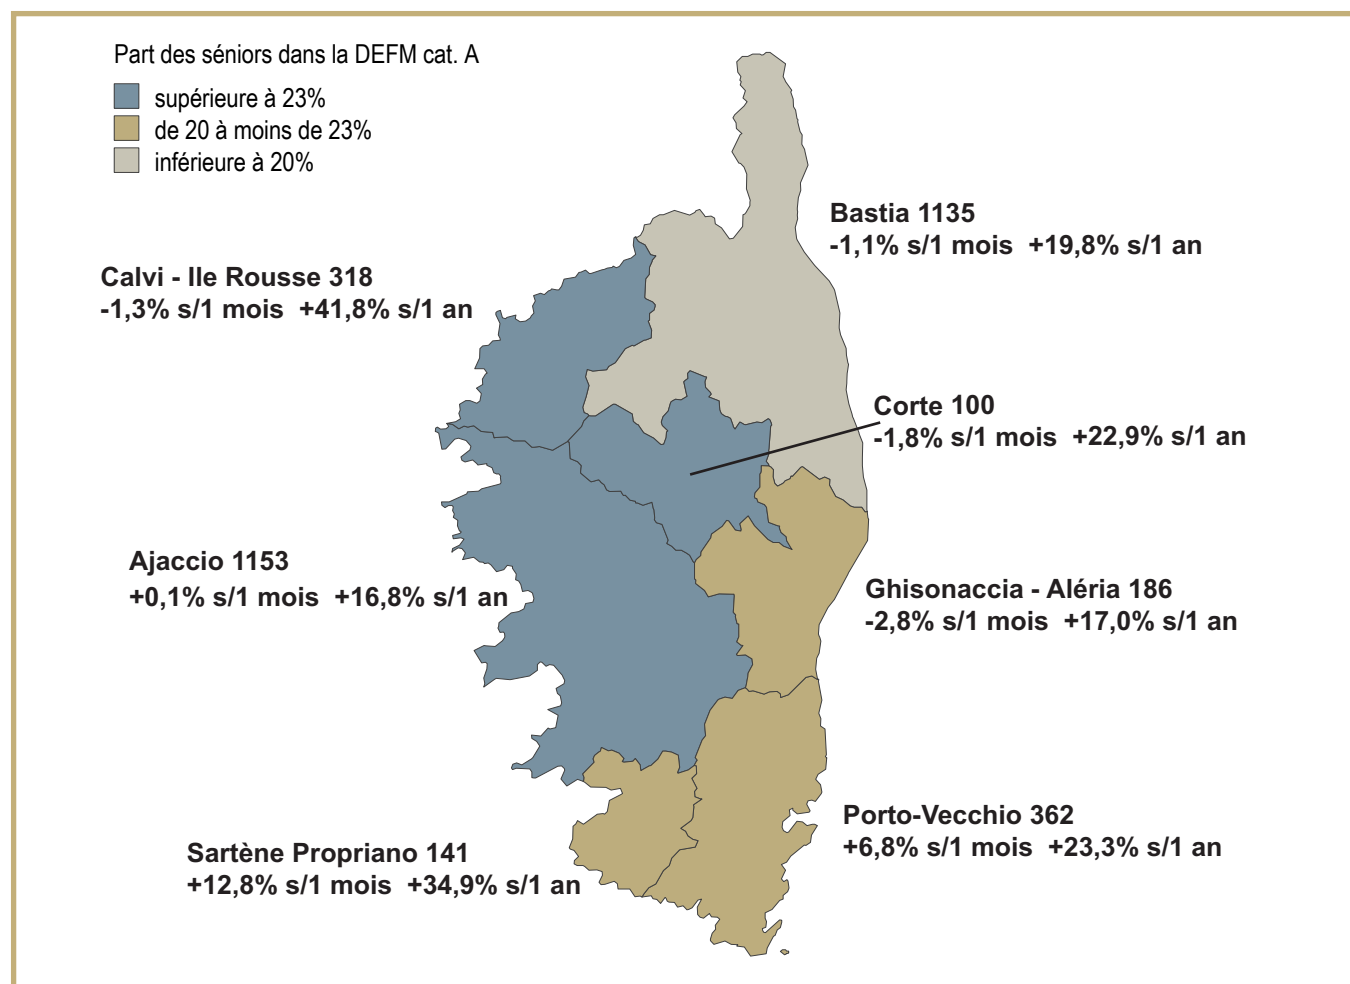 Part des séniors dans la DEFM cat. A
supérieure à 23%
de 20 à moins de 23%
inférieure à 20%
Bastia 1135
-1,1% s/1 mois +19,8% s/1 an
Calvi - Ile Rousse 318
-1,3% s/1 mois +41,8% s/1 an
Corte 100
-1,8% s/1 mois +22,9% s/1 an
Ajaccio 1153
+0,1% s/1 mois +16,8% s/1 an
Ghisonaccia - Aléria 186
-2,8% s/1 mois +17,0% s/1 an
Porto-Vecchio 362
+6,8% s/1 mois +23,3% s/1 an
Sartène Propriano 141
+12,8% s/1 mois +34,9% s/1 an